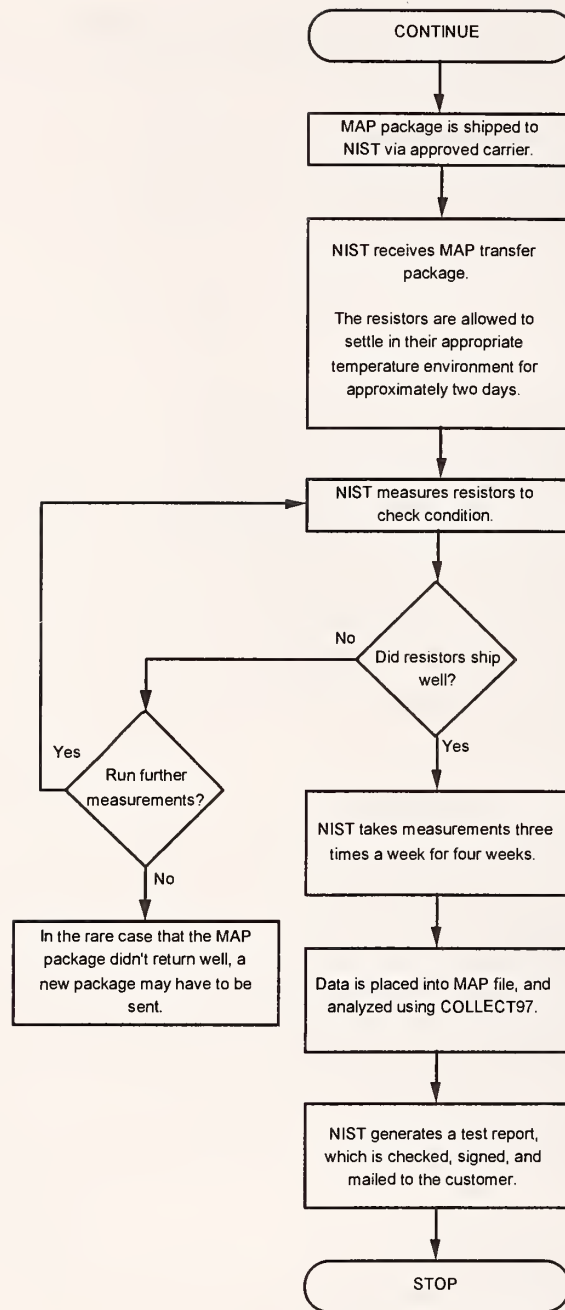 CONTINUE
MAP package is shipped to
NIST via approved carrier.
NIST receives MAP transfer
package.
The resistors are allowed to
settle in their appropriate
temperature environment for
approximately two days.
NIST measures resistors to
check condition.
Did resistors ship
well?
No
Yes
Run further
measurements?
Yes
No
In the rare case that the MAP
package didn't return well, a
new package may have to be
sent.
NIST takes measurements three
times a week for four weeks.
Data is placed into MAP file, and
analyzed using COLLECT97.
NIST generates a test report,
which is checked, signed, and
mailed to the customer.
STOP